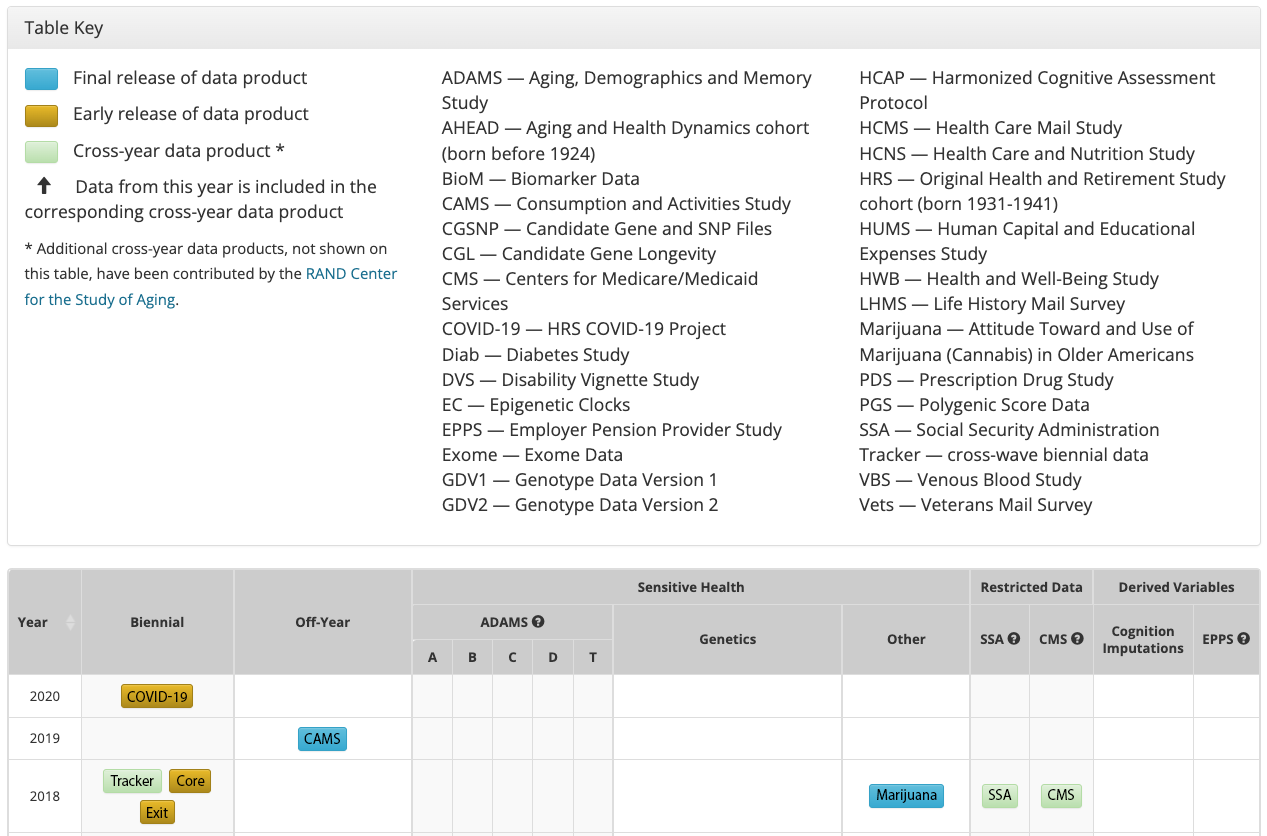 Table Key
Final release of data product
Early release of data product
Cross-year data product *
Data from this year is included in the
corresponding cross-year data product
* Additional cross-year data products, not shown on
this table, have been contributed by the RAND Center
for the Study of Aging.
ADAMS — Aging, Demographics and Memory
Study
AHEAD — Aging and Health Dynamics cohort
(born before 1924)
BioM — Biomarker Data
CAMS — Consumption and Activities Study
CGSNP — Candidate Gene and SNP Files
CGL — Candidate Gene Longevity
CMS — Centers for Medicare/Medicaid
Services
COVID-19 — HRS COVID-19 Project
Diab — Diabetes Study
DVS — Disability Vignette Study
EC — Epigenetic Clocks
EPPS — Employer Pension Provider Study
Exome — Exome Data
GDV1 — Genotype Data Version 1
GDV2 — Genotype Data Version 2
HCAP — Harmonized Cognitive Assessment
Protocol
HCMS — Health Care Mail Study
HCNS — Health Care and Nutrition Study
HRS — Original Health and Retirement Study
cohort (born 1931-1941)
HUMS — Human Capital and Educational
Expenses Study
HWB — Health and Well-Being Study
LHMS — Life History Mail Survey
Marijuana — Attitude Toward and Use of
Marijuana (Cannabis) in Older Americans
PDS — Prescription Drug Study
PGS — Polygenic Score Data
SSA — Social Security Administration
Tracker — cross-wave biennial data
VBS — Venous Blood Study
Vets — Veterans Mail Survey
Year
Biennial
Off-Year
Sensitive Health
Restricted Data
Derived Variables
ADAMS ?
Genetics
Other
SSA ?
CMS ?
Cognition
Imputations
EPPS ?
A B C D T
2020 COVID-19
2019 CAMS
2018 Tracker Core Marijuana SSA CMS
Exit